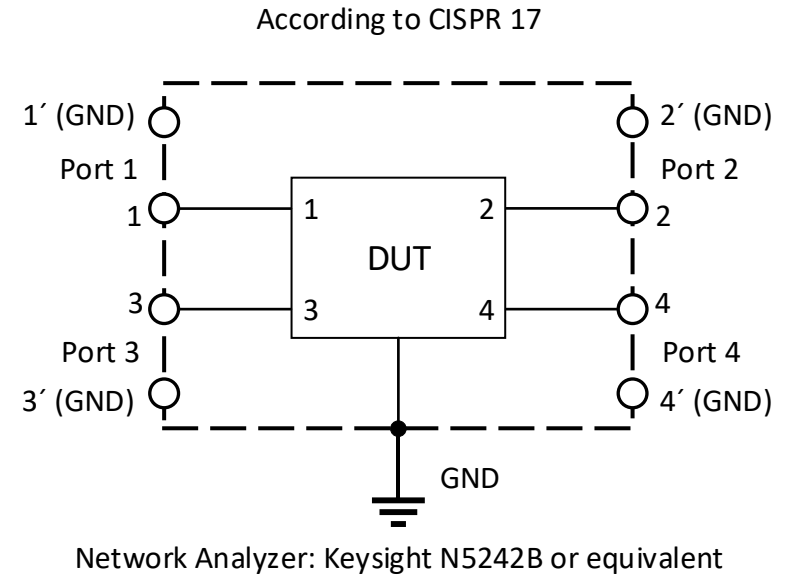 According to CISPR 17
1´ (GND)
2´ (GND)
Port 1
Port 2
1
1
2
2
DUT
3
3
4
4
Port 3
Port 4
3´ (GND)
4´ (GND)
GND
Network Analyzer: Keysight N5242B or equivalent